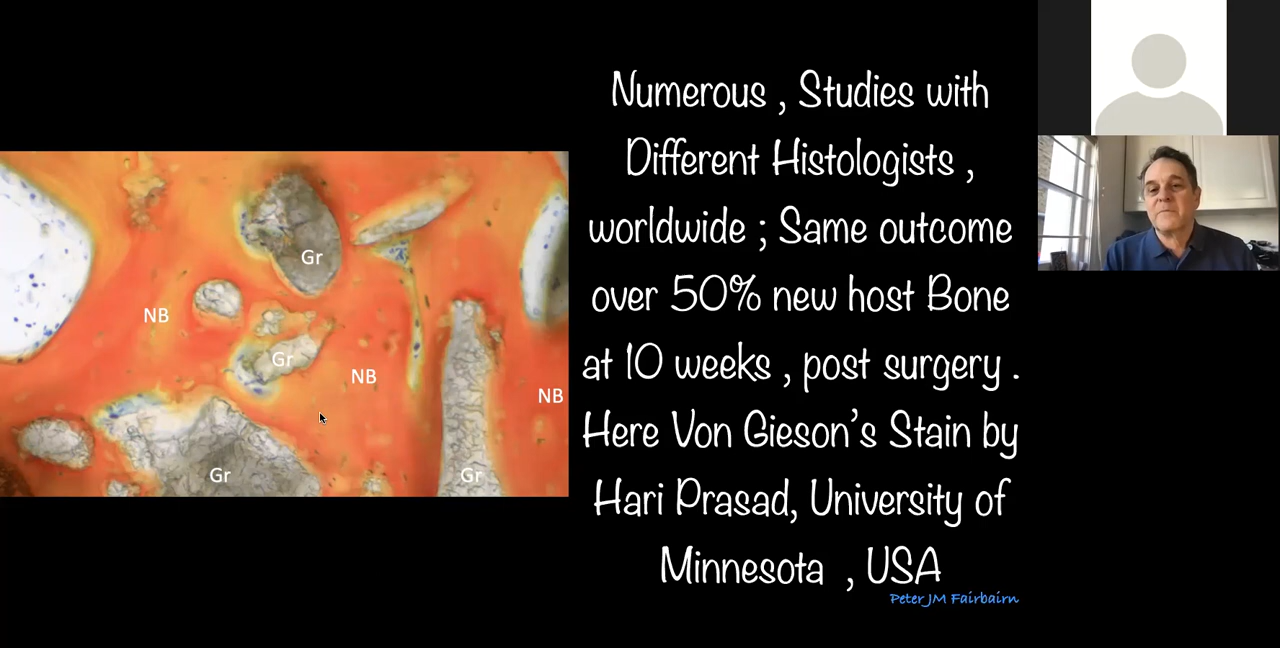 Numerous , Studies with
Different Histologists ,
worldwide ; Same outcome
over 50% new host Bone
at 10 weeks , post surgery .
Here Von Gieson's Stain by
Hari Prasad, University of
Minnesota , USA
Peter JM Fairbairn
Gr
NB
Gr
NB
NB
Gr
Gr